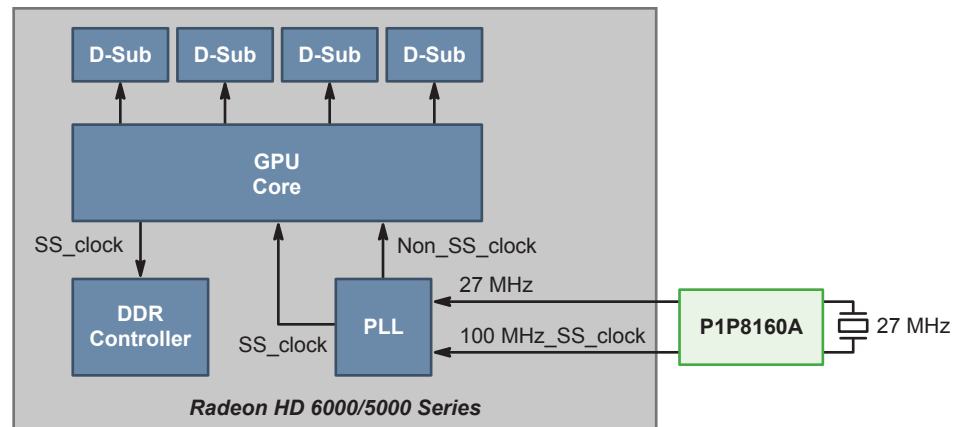 D-Sub
D-Sub
D-Sub
D-Sub
GPU
Core
SS_clock
Non_SS_clock
27 MHz
DDR
Controller
SS_clock
PLL
100 MHz_SS_clock
P1P8160A
27 MHz
Radeon HD 6000/5000 Series